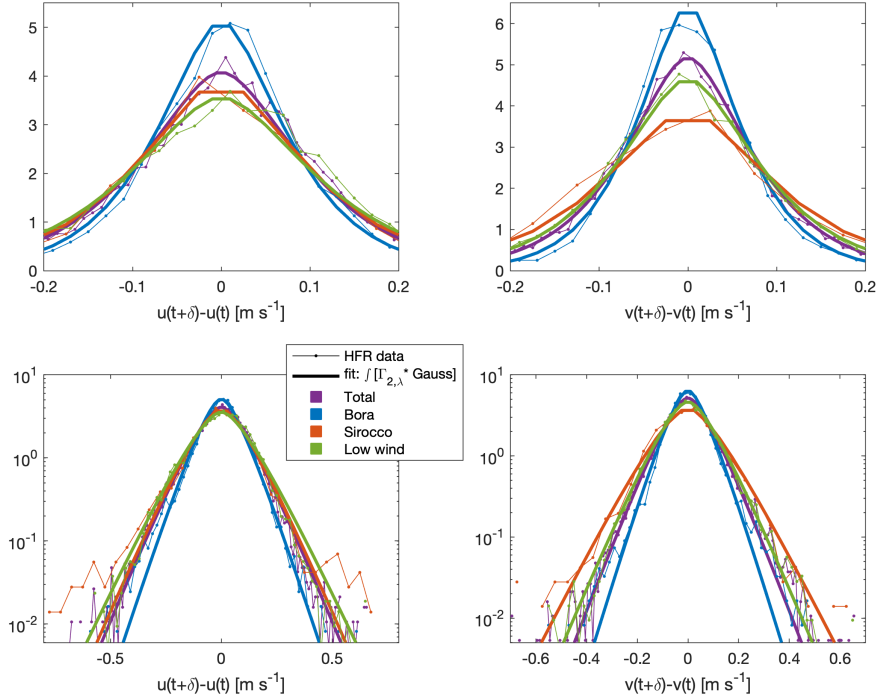 5
4
3
2
1
0
-0.2 -0.1 0 0.1 0.2
u(t+δ)-u(t) [m s⁻¹]
6
5
4
3
2
1
0
-0.2 -0.1 0 0.1 0.2
v(t+δ)-v(t) [m s⁻¹]
HFR data
fit: ∫ [Γ₂,λ* Gauss]
Total
Bora
Sirocco
Low wind
10¹
10⁰
10⁻¹
10⁻²
-0.5 0 0.5
u(t+δ)-u(t) [m s⁻¹]
10¹
10⁰
10⁻¹
10⁻²
-0.6 -0.4 -0.2 0 0.2 0.4 0.6
v(t+δ)-v(t) [m s⁻¹]